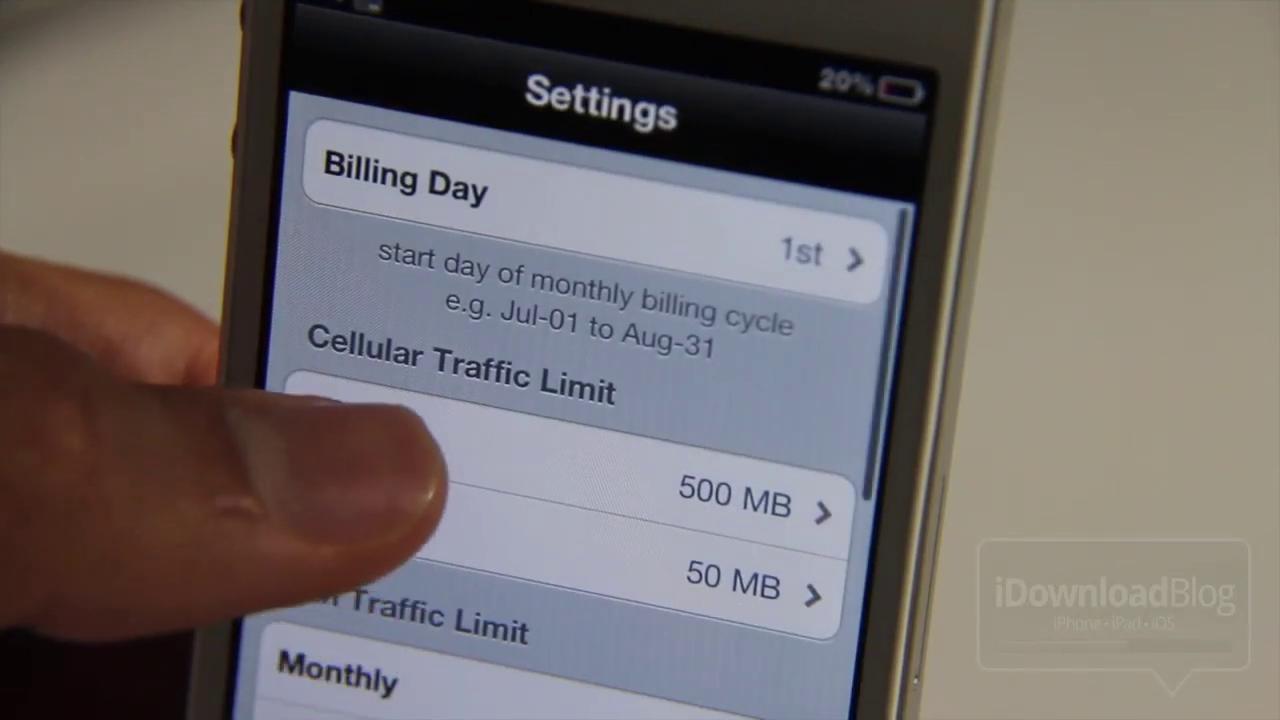 20%
Settings
Billing Day
1st
start day of monthly billing cycle
e.g. Jul-01 to Aug-31
Cellular Traffic Limit
500 MB
50 MB
Traffic Limit
Monthly
iDownloadBlog
iPhone • iPad • iOS